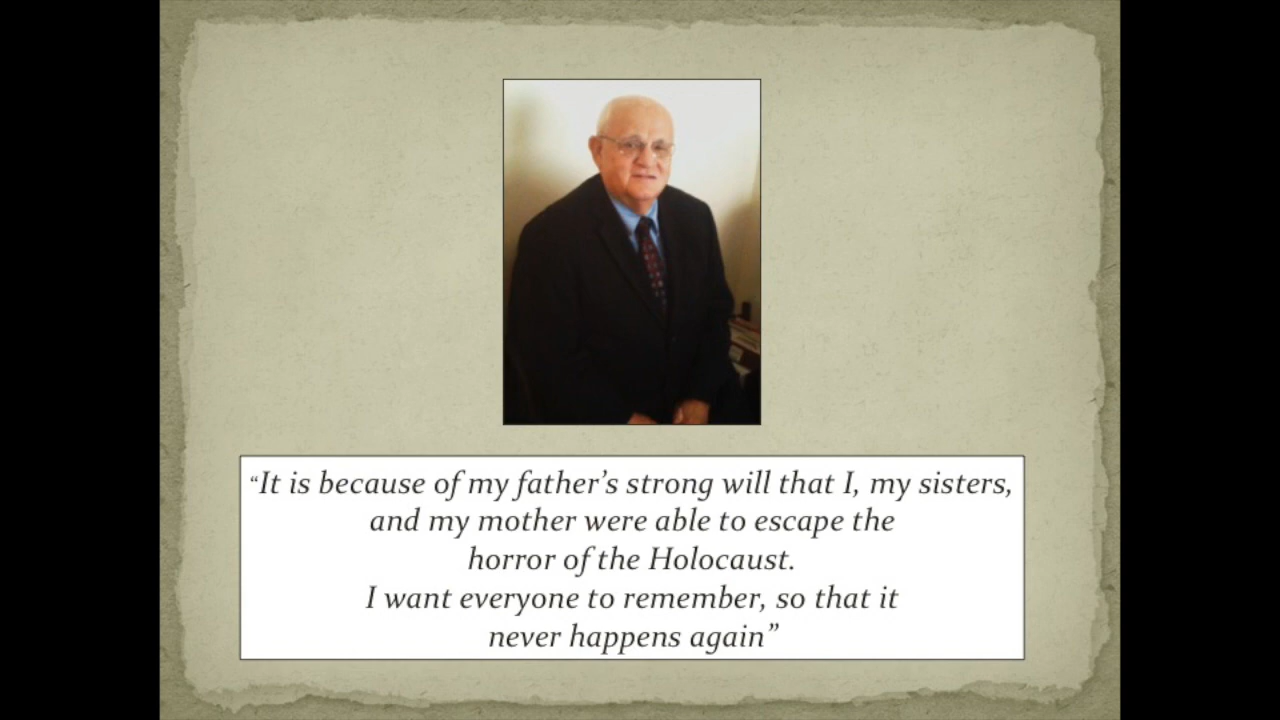 “It is because of my father’s strong will that I, my sisters,
and my mother were able to escape the
horror of the Holocaust.
I want everyone to remember, so that it
never happens again”